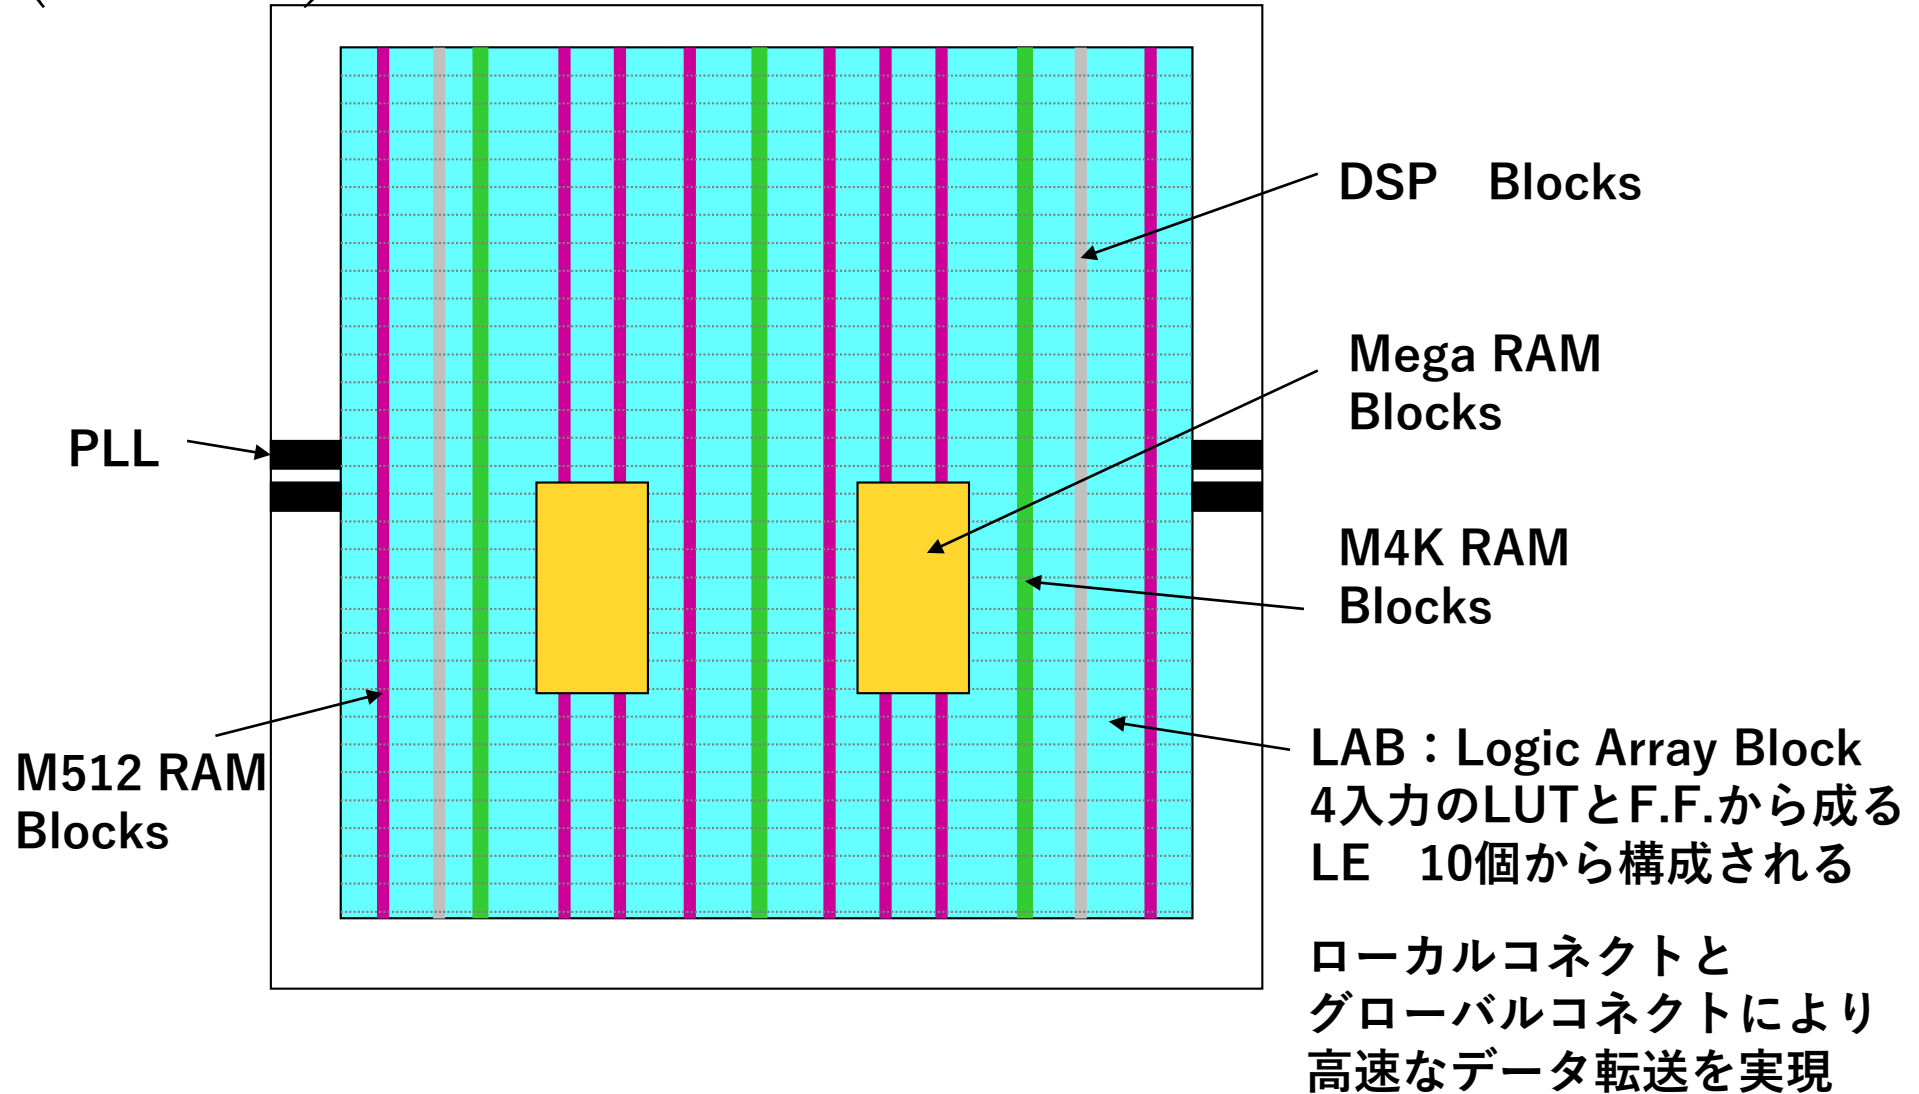 DSP　Blocks
Mega RAM
Blocks
PLL
M4K RAM
Blocks
M512 RAM
Blocks
LAB：Logic Array Block
4入力のLUTとF.F.から成る
LE　10個から構成される
ローカルコネクトと
グローバルコネクトにより
高速なデータ転送を実現